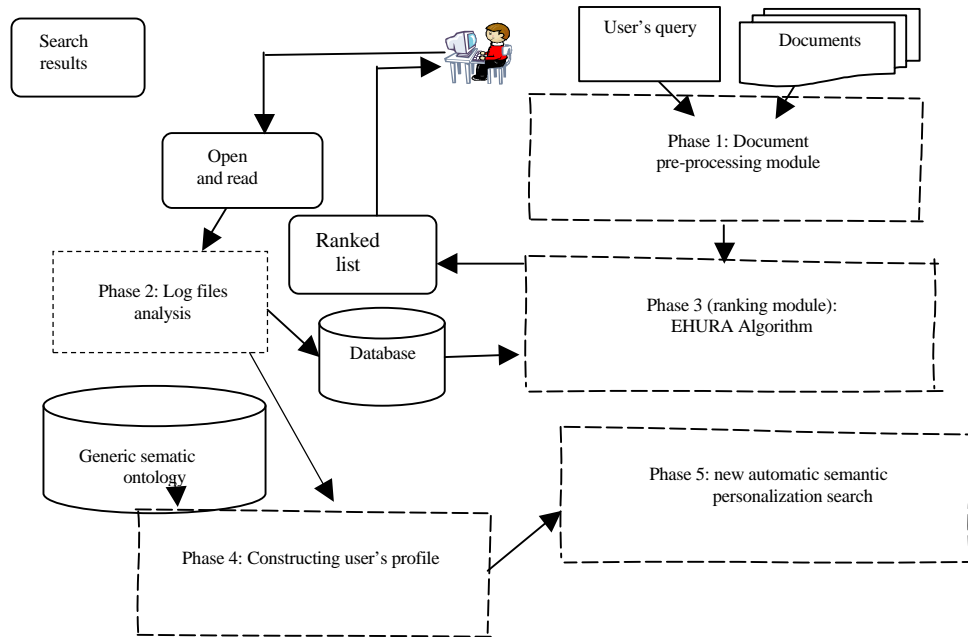 Search
results
User’s query
Documents
Open
and read
Phase 1: Document
pre-processing module
Ranked
list
Phase 2: Log files
analysis
Phase 3 (ranking module):
EHURA Algorithm
Database
Generic sematic
ontology
Phase 5: new automatic semantic
personalization search
Phase 4: Constructing user’s profile